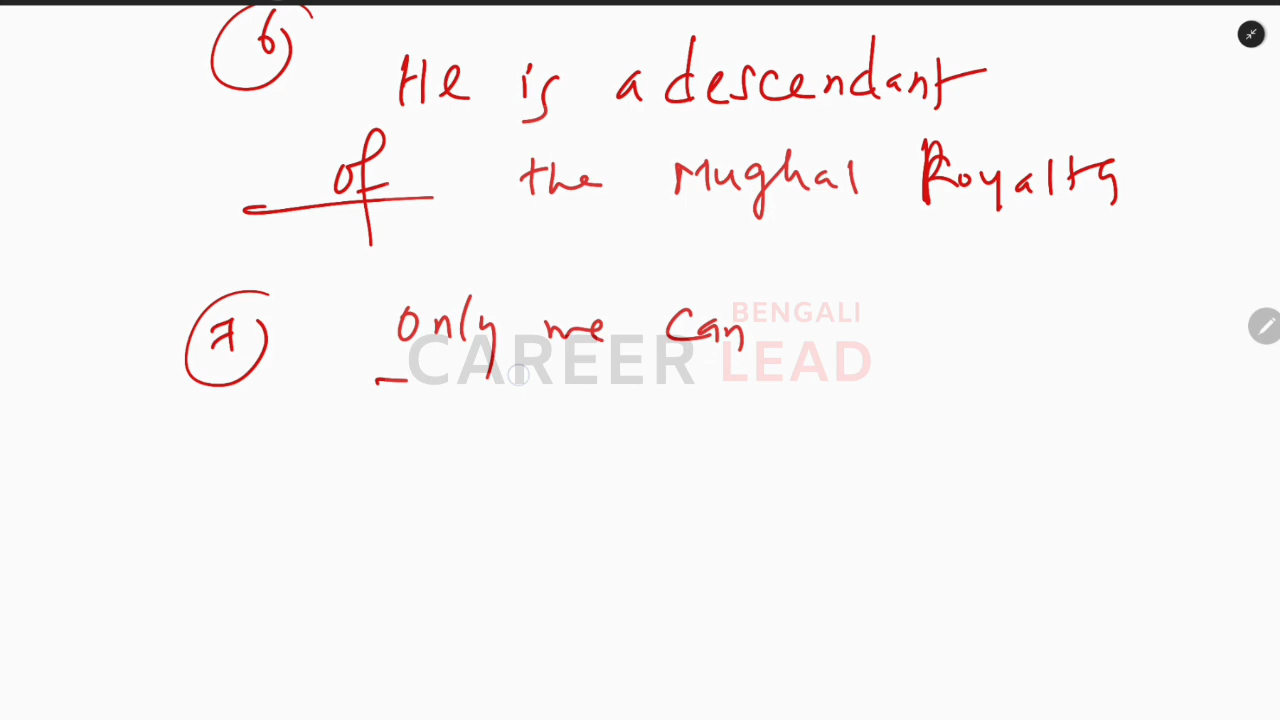 6
He is a descendant
of the Mughal Royalty
7
Only we can
BENGALI
CAREER LEAD